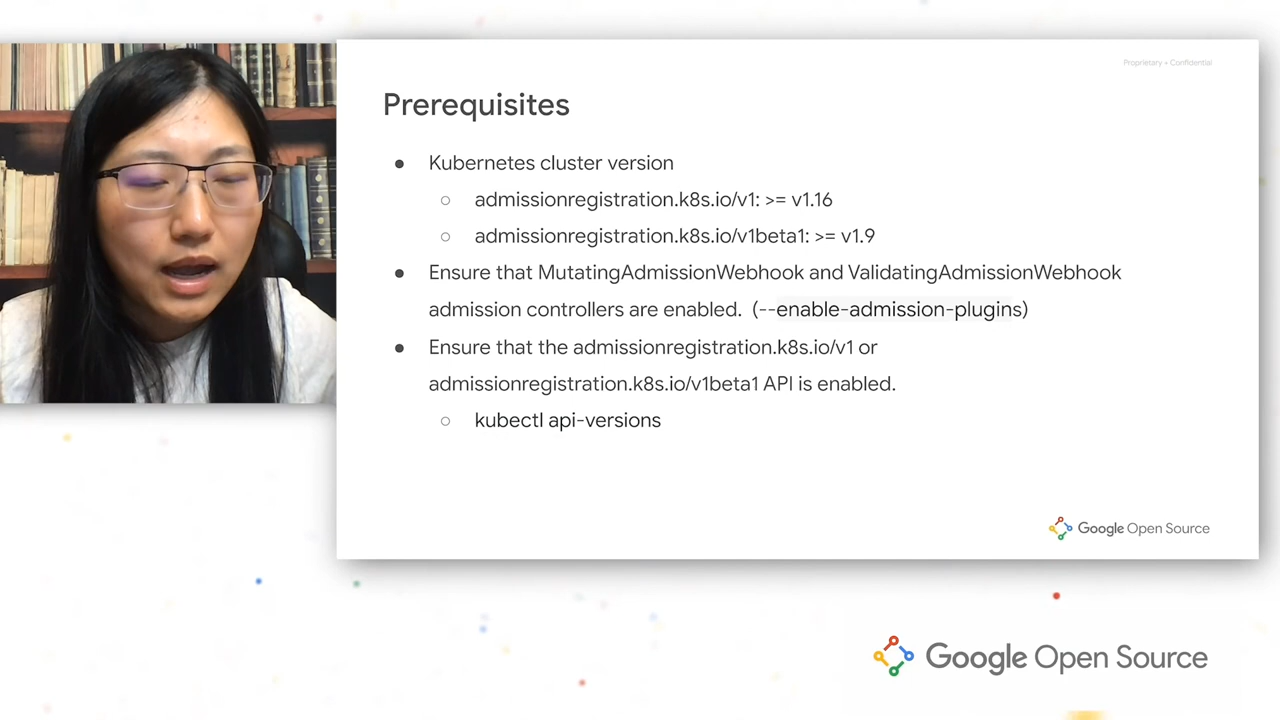 Proprietary + Confidential
Prerequisites
● Kubernetes cluster version
○ admissionregistration.k8s.io/v1: >= v1.16
○ admissionregistration.k8s.io/v1beta1: >= v1.9
● Ensure that MutatingAdmissionWebhook and ValidatingAdmissionWebhook
admission controllers are enabled. (--enable-admission-plugins)
● Ensure that the admissionregistration.k8s.io/v1 or
admissionregistration.k8s.io/v1beta1 API is enabled.
○ kubectl api-versions
Google Open Source
Google Open Source